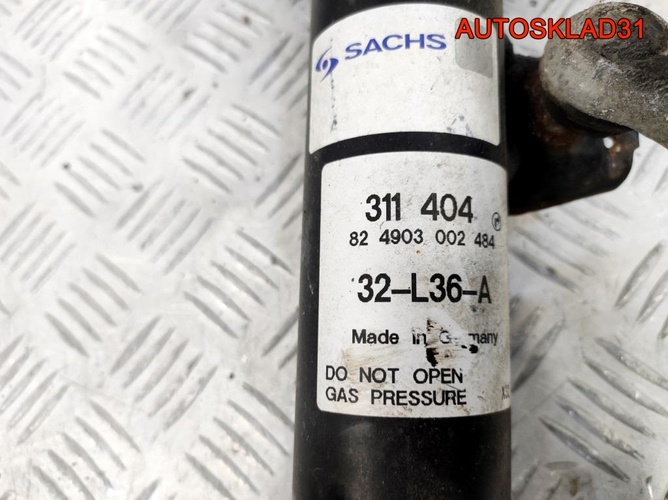 AUTOSKLAD31
SACHS
311 404
82 4903 002 484
32-L36-A
Made in Germany
DO NOT OPEN
GAS PRESSURE